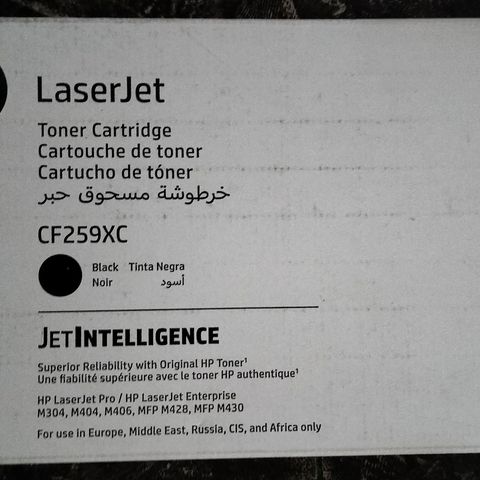 LaserJet
Toner Cartridge
Cartouche de toner
Cartucho de tóner
خرطوشة مسحوق حبر
CF259XC
Black Tinta Negra
Noir أسود
JETINTELLIGENCE
Superior Reliability with Original HP Toner¹
Une fiabilité supérieure avec le toner HP authentique¹
HP LaserJet Pro / HP LaserJet Enterprise
M304, M404, M406, MFP M428, MFP M430
For use in Europe, Middle East, Russia, CIS, and Africa only